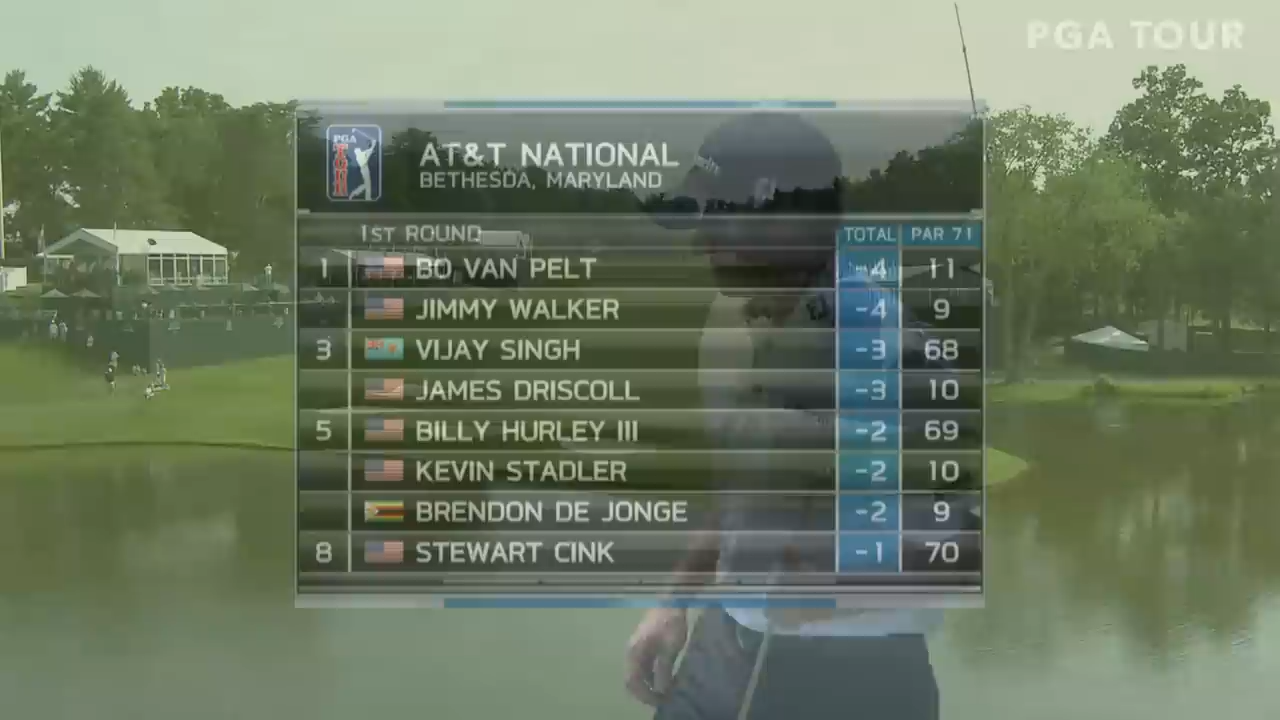 PGA TOUR
PGA TOUR
AT&T NATIONAL
BETHESDA, MARYLAND
1ST ROUND TOTAL PAR 71
1 BO VAN PELT -4 11
JIMMY WALKER -4 9
3 VIJAY SINGH -3 68
JAMES DRISCOLL -3 10
5 BILLY HURLEY III -2 69
KEVIN STADLER -2 10
BRENDON DE JONGE -2 9
8 STEWART CINK -1 70